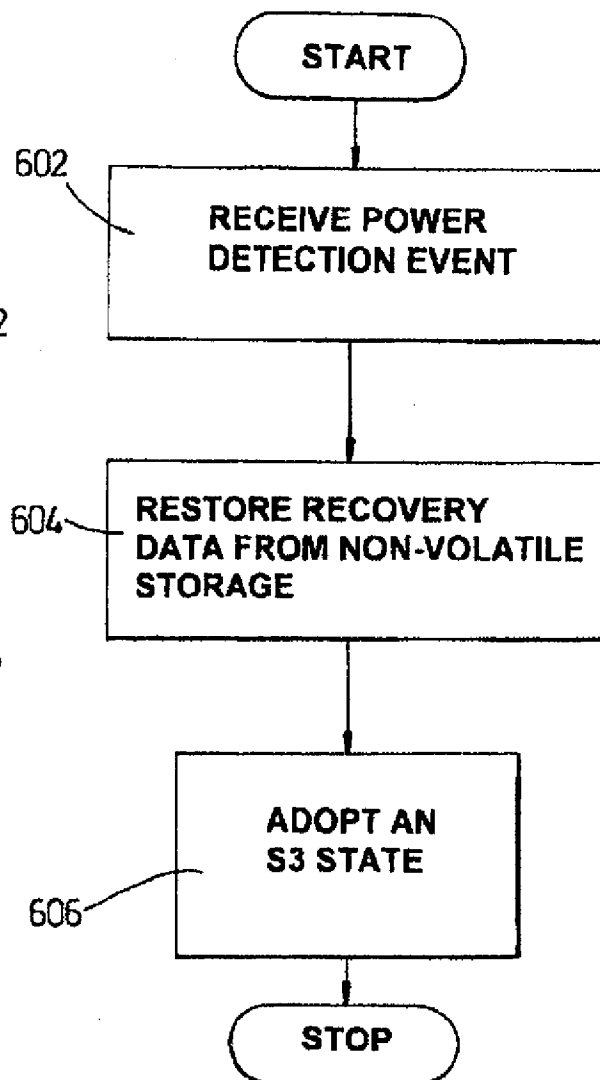 START
602
RECEIVE POWER
DETECTION EVENT
2
604
RESTORE RECOVERY
DATA FROM NON-VOLATILE
STORAGE
ADOPT AN
S3 STATE
606
STOP